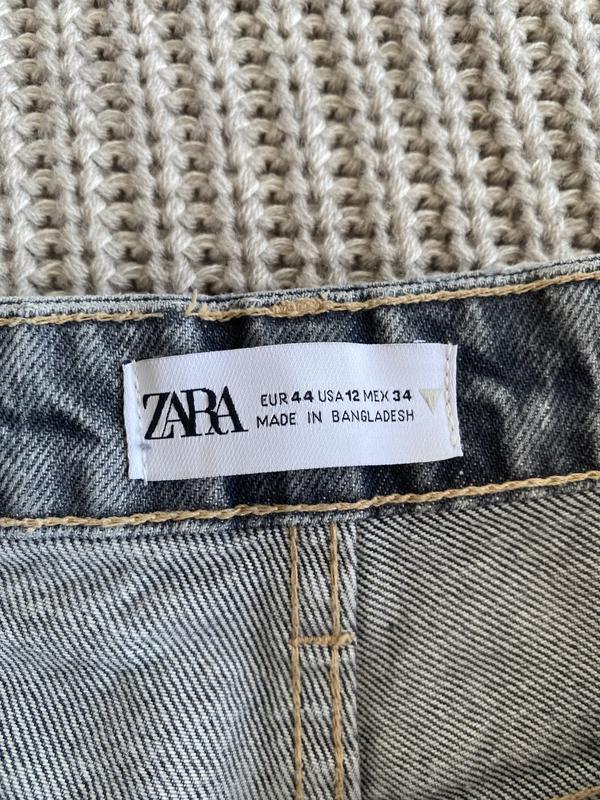 ZARA
EUR 44 USA 12 MEX 34
MADE IN BANGLADESH